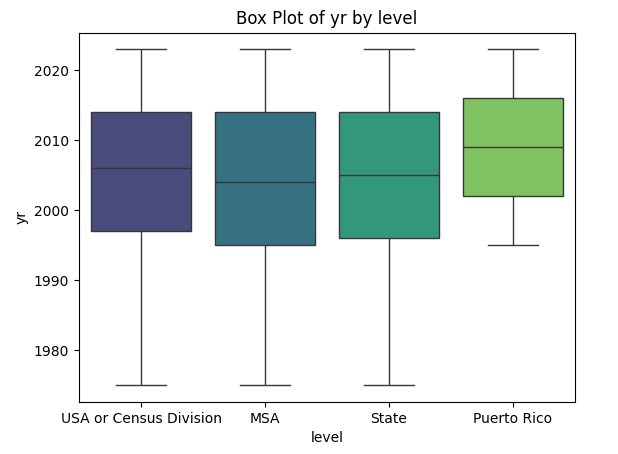 Box Plot of yr by level
2020
2010
2000
1990
1980
yr
USA or Census Division MSA State Puerto Rico
level